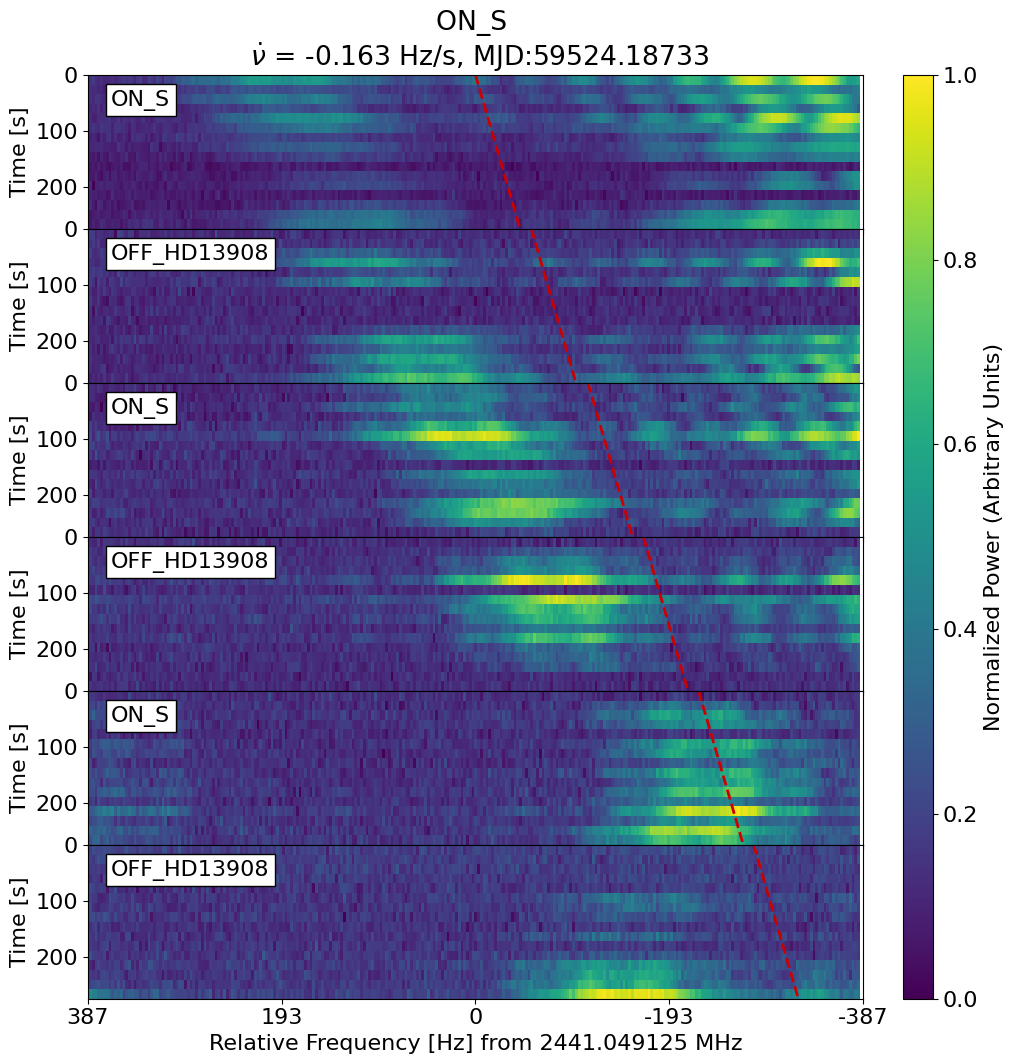 ON_S
ν̇ = -0.163 Hz/s, MJD:59524.18733
0
100
200
Time [s]
ON_S
0
100
200
Time [s]
OFF_HD13908
0
100
200
Time [s]
ON_S
0
100
200
Time [s]
OFF_HD13908
0
100
200
Time [s]
ON_S
0
100
200
Time [s]
OFF_HD13908
387 193 0 -193 -387
Relative Frequency [Hz] from 2441.049125 MHz
1.0
0.8
0.6
0.4
0.2
0.0
Normalized Power (Arbitrary Units)